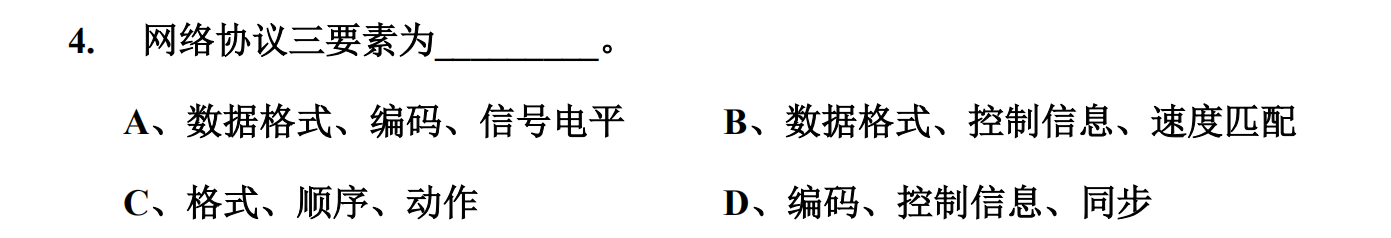 4. 网络协议三要素为_________。
A、数据格式、编码、信号电平 B、数据格式、控制信息、速度匹配
C、格式、顺序、动作 D、编码、控制信息、同步